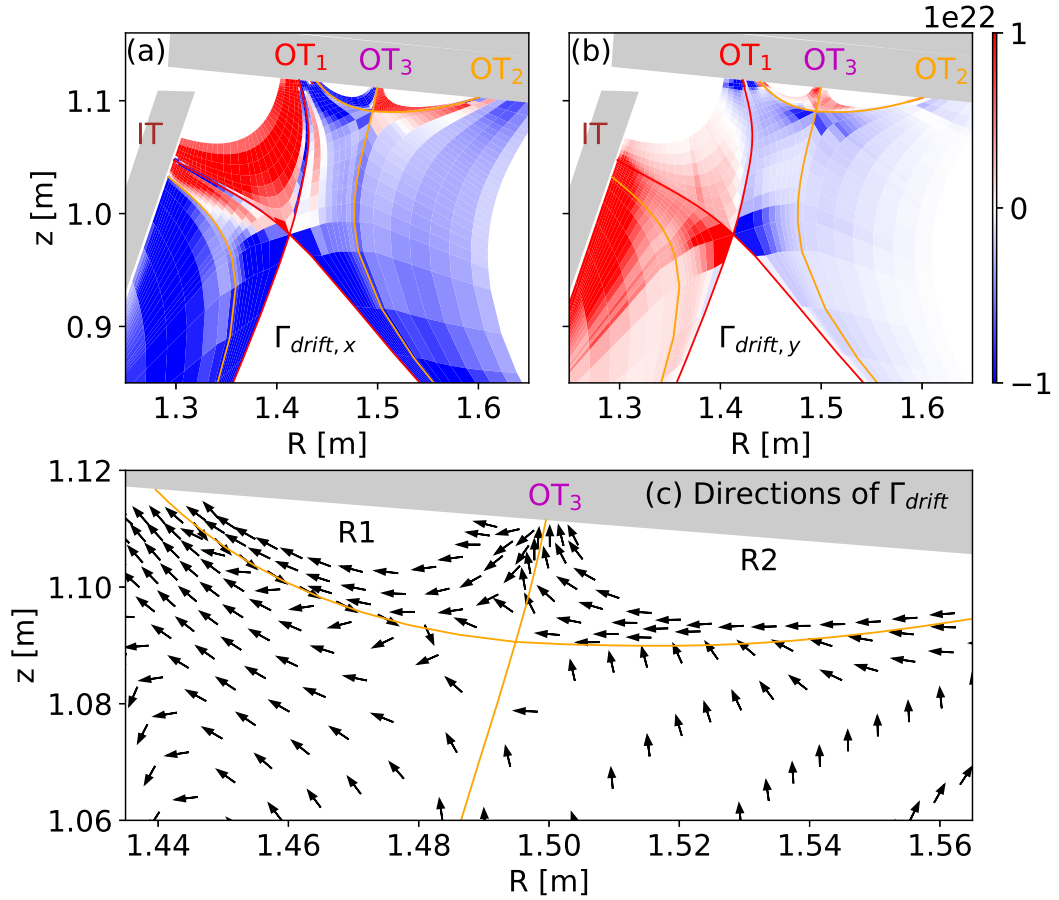 1e22
(a) OT₁ OT₃ OT₂
IT
Γdrift, x
z [m]
1.1
1.0
0.9
1.3 1.4 1.5 1.6
R [m]
(b) OT₁ OT₃ OT₂
IT
Γdrift, y
1.3 1.4 1.5 1.6
R [m]
1
0
−1
OT₃ (c) Directions of Γdrift
R1
R2
z [m]
1.12
1.10
1.08
1.06
1.44 1.46 1.48 1.50 1.52 1.54 1.56
R [m]